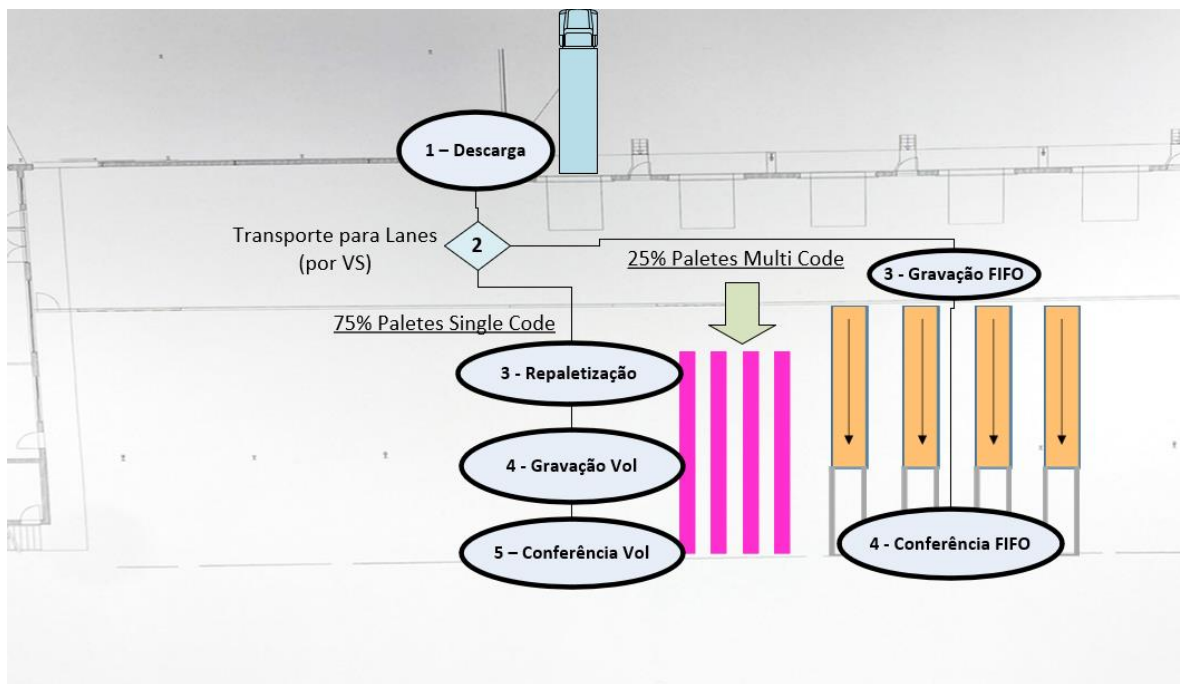 1 – Descarga
Transporte para Lanes
(por VS)
2
25% Paletes Multi Code
3 - Gravação FIFO
75% Paletes Single Code
3 - Repaletização
4 - Gravação Vol
5 – Conferência Vol
4 - Conferência FIFO